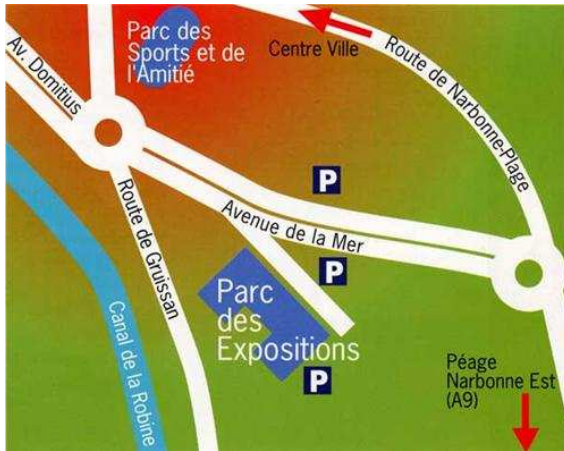 Parc des
Sports et de
l'Amitié
Centre Ville
Route de Narbonne-Plage
Av. Domitius
P
Avenue de la Mer
Route de Gruissan
P
Parc
des
Expositions
Canal de la Robine
P
Péage
Narbonne Est
(A9)